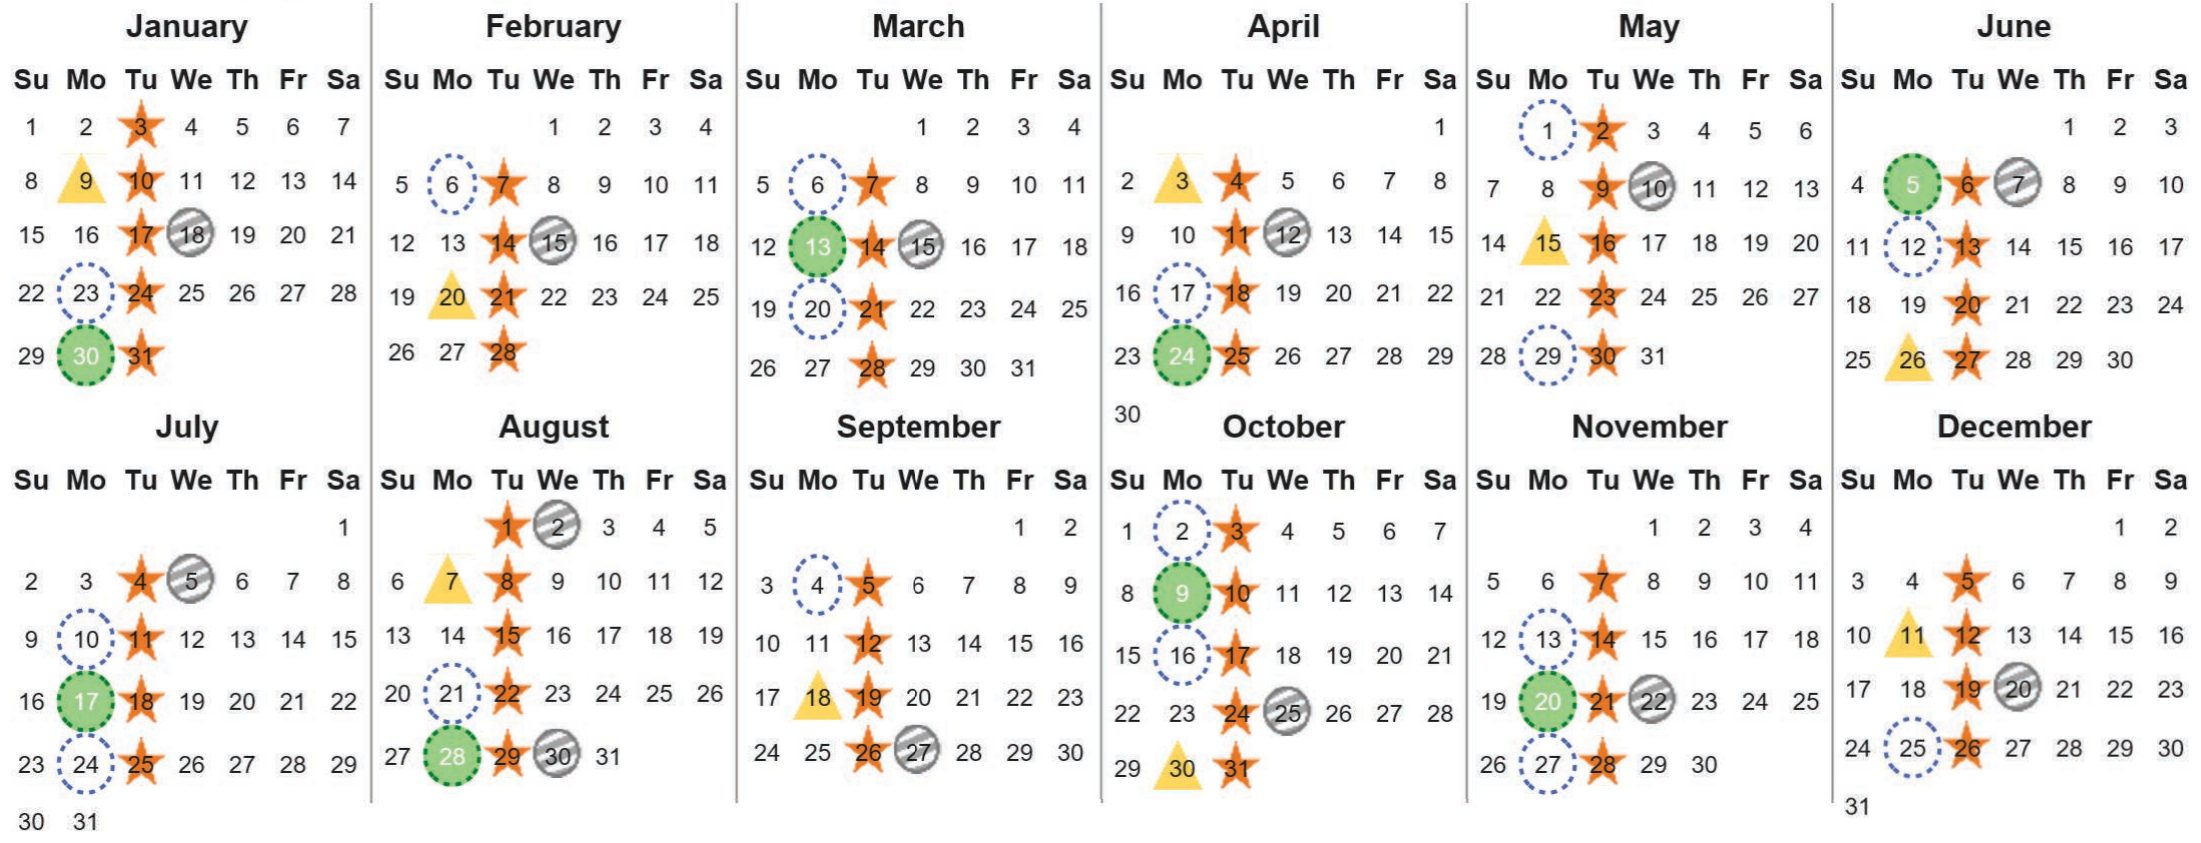 January February March April May June
Su Mo Tu We Th Fr Sa Su Mo Tu We Th Fr Sa Su Mo Tu We Th Fr Sa Su Mo Tu We Th Fr Sa Su Mo Tu We Th Fr Sa Su Mo Tu We Th Fr Sa
1 2 3 4 5 6 7 1 2 3 4 1 2 3 4 1 1 2 3 4 5 6 1 2 3
8 9 10 11 12 13 14 5 6 7 8 9 10 11 5 6 7 8 9 10 11 2 3 4 5 6 7 8 7 8 9 10 11 12 13 4 5 6 7 8 9 10
15 16 17 18 19 20 21 12 13 14 15 16 17 18 12 13 14 15 16 17 18 9 10 11 12 13 14 15 14 15 16 17 18 19 20 11 12 13 14 15 16 17
22 23 24 25 26 27 28 19 20 21 22 23 24 25 19 20 21 22 23 24 25 16 17 18 19 20 21 22 21 22 23 24 25 26 27 18 19 20 21 22 23 24
29 30 31 26 27 28 26 27 28 29 30 31 23 24 25 26 27 28 29 28 29 30 31 25 26 27 28 29 30
30
July August September October November December
Su Mo Tu We Th Fr Sa Su Mo Tu We Th Fr Sa Su Mo Tu We Th Fr Sa Su Mo Tu We Th Fr Sa Su Mo Tu We Th Fr Sa Su Mo Tu We Th Fr Sa
1 1 2 3 4 5 1 2 1 2 3 4 5 6 7 1 2 3 4 1 2
2 3 4 5 6 7 8 6 7 8 9 10 11 12 3 4 5 6 7 8 9 8 9 10 11 12 13 14 5 6 7 8 9 10 11 3 4 5 6 7 8 9
9 10 11 12 13 14 15 13 14 15 16 17 18 19 10 11 12 13 14 15 16 15 16 17 18 19 20 21 12 13 14 15 16 17 18 10 11 12 13 14 15 16
16 17 18 19 20 21 22 20 21 22 23 24 25 26 17 18 19 20 21 22 23 22 23 24 25 26 27 28 19 20 21 22 23 24 25 17 18 19 20 21 22 23
23 24 25 26 27 28 29 27 28 29 30 31 24 25 26 27 28 29 30 29 30 31 26 27 28 29 30 24 25 26 27 28 29 30
30 31 31